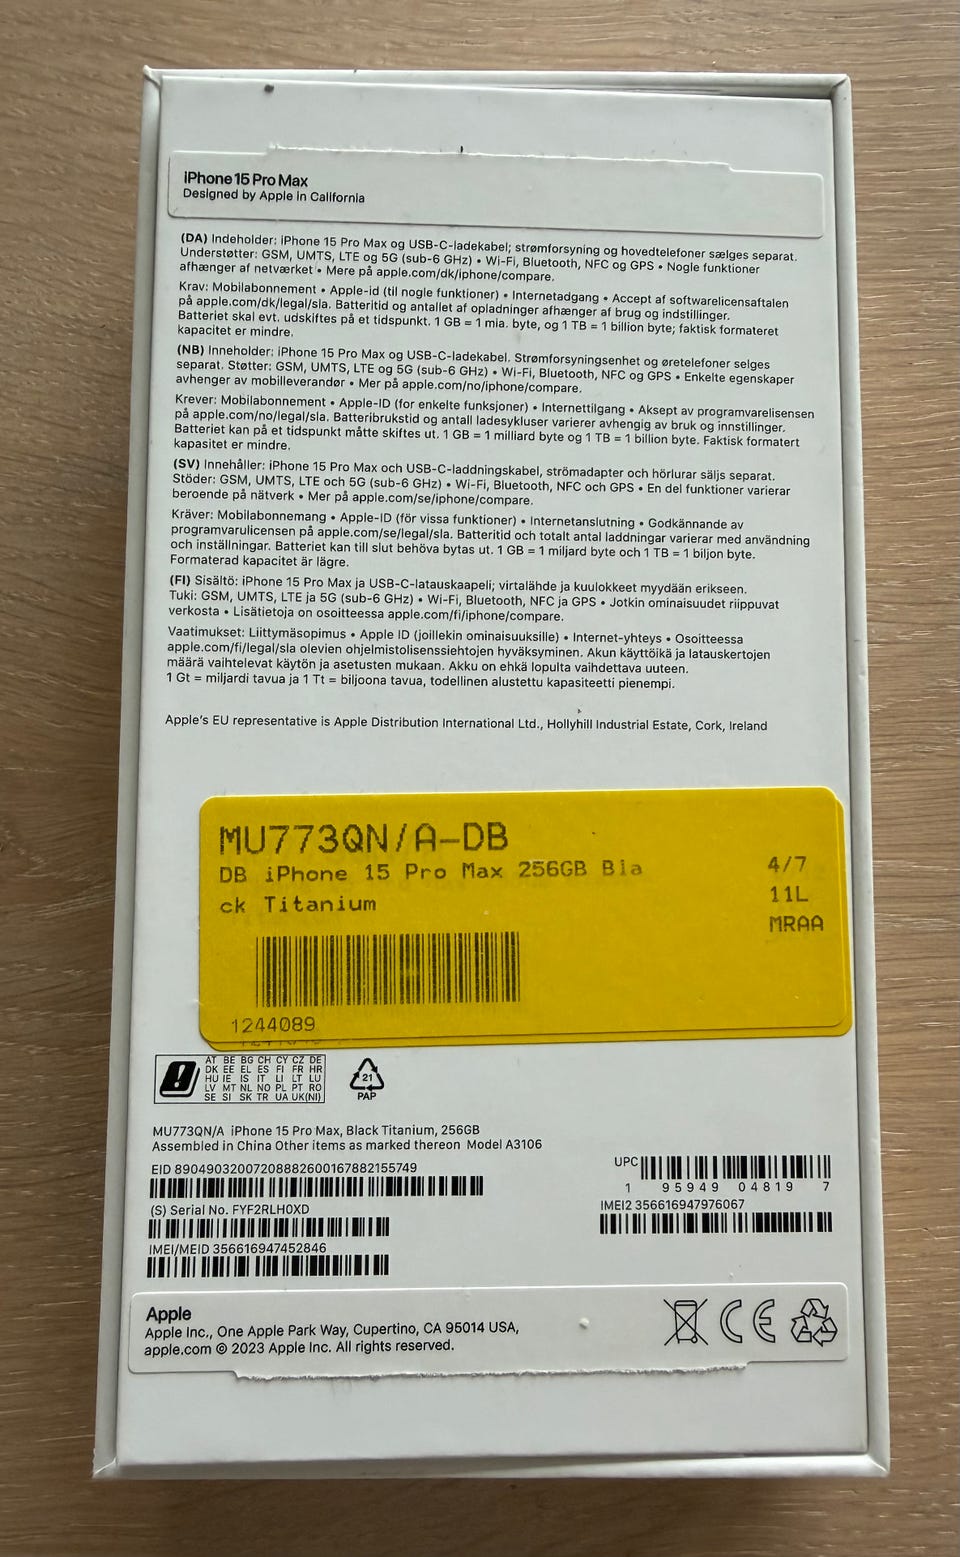 iPhone 15 Pro Max
Designed by Apple in California
(DA) Indeholder: iPhone 15 Pro Max og USB-C-ladekabel; strømforsyning og hovedtelefoner sælges separat.
Understøtter: GSM, UMTS, LTE og 5G (sub-6 GHz) • Wi-Fi, Bluetooth, NFC og GPS • Nogle funktioner
afhænger af netværket • Mere på apple.com/dk/iphone/compare.
Krav: Mobilabonnement • Apple-id (til nogle funktioner) • Internetadgang • Accept af softwarelicensaftalen
på apple.com/dk/legal/sla. Batteritid og antallet af opladninger afhænger af brug og indstillinger.
Batteriet skal evt. udskiftes på et tidspunkt. 1 GB = 1 mia. byte, og 1 TB = 1 billion byte; faktisk formateret
kapacitet er mindre.
(NB) Inneholder: iPhone 15 Pro Max og USB-C-ladekabel. Strømforsyningsenhet og øretelefoner selges
separat. Støtter: GSM, UMTS, LTE og 5G (sub-6 GHz) • Wi-Fi, Bluetooth, NFC og GPS • Enkelte egenskaper
avhenger av mobilleverandør • Mer på apple.com/no/iphone/compare.
Krever: Mobilabonnement • Apple-ID (for enkelte funksjoner) • Internettilgang • Aksept av programvarelisensen
på apple.com/no/legal/sla. Batteribrukstid og antall ladesykluser varierer avhengig av bruk og innstillinger.
Batteriet kan på et tidspunkt måtte skiftes ut. 1 GB = 1 milliard byte og 1 TB = 1 billion byte. Faktisk formatert
kapasitet er mindre.
(SV) Innehåller: iPhone 15 Pro Max och USB-C-laddningskabel, strömadapter och hörlurar säljs separat.
Stöder: GSM, UMTS, LTE och 5G (sub-6 GHz) • Wi-Fi, Bluetooth, NFC och GPS • En del funktioner varierar
beroende på nätverk • Mer på apple.com/se/iphone/compare.
Kräver: Mobilabonnemang • Apple-ID (för vissa funktioner) • Internetanslutning • Godkännande av
programvarulicensen på apple.com/se/legal/sla. Batteritid och totalt antal laddningar varierar med användning
och inställningar. Batteriet kan till slut behöva bytas ut. 1 GB = 1 miljard byte och 1 TB = 1 biljon byte.
Formaterad kapacitet är lägre.
(FI) Sisältö: iPhone 15 Pro Max ja USB-C-latauskaapeli; virtalähde ja kuulokkeet myydään erikseen.
Tuki: GSM, UMTS, LTE ja 5G (sub-6 GHz) • Wi-Fi, Bluetooth, NFC ja GPS • Jotkin ominaisuudet riippuvat
verkosta • Lisätietoja on osoitteessa apple.com/fi/iphone/compare.
Vaatimukset: Liittymäsopimus • Apple ID (joillekin ominaisuuksille) • Internet-yhteys • Osoitteessa
apple.com/fi/legal/sla olevien ohjelmistolisenssiehtojen hyväksyminen. Akun käyttöikä ja latauskertojen
määrä vaihtelevat käytön ja asetusten mukaan. Akku on ehkä lopulta vaihdettava uuteen.
1 Gt = miljardi tavua ja 1 Tt = biljoona tavua, todellinen alustettu kapasiteetti pienempi.
Apple's EU representative is Apple Distribution International Ltd., Hollyhill Industrial Estate, Cork, Ireland
MU773QN/A-DB
DB iPhone 15 Pro Max 256GB Bla
ck Titanium
4/7
11L
MRAA
1244089
AT BE BG CH CY CZ DE
DK EE EL ES FI FR HR
HU IE IS IT LI LT LU
LV MT NL NO PL PT RO
SE SI SK TR UA UK(NI)
21
PAP
MU773QN/A iPhone 15 Pro Max, Black Titanium, 256GB
Assembled in China Other items as marked thereon Model A3106
EID 89049032007208882600167882155749
UPC
1 95949 04819 7
(S) Serial No. FYF2RLH0XD
IMEI2 356616947976067
IMEI/MEID 356616947452846
Apple
Apple Inc., One Apple Park Way, Cupertino, CA 95014 USA,
apple.com © 2023 Apple Inc. All rights reserved.
CE